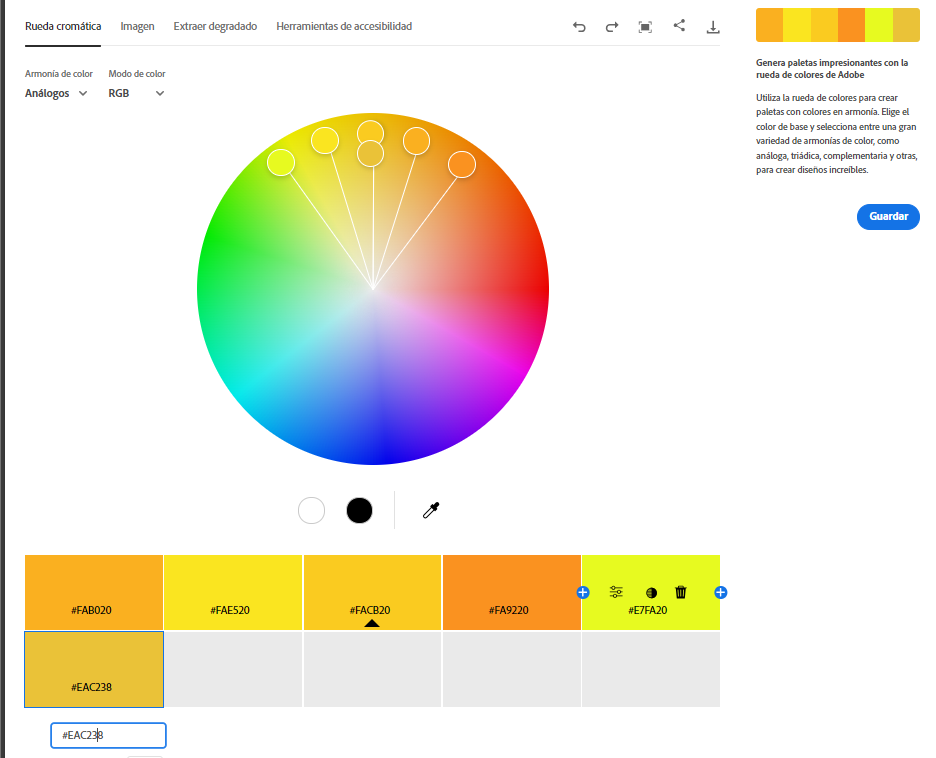 Rueda cromática Imagen Extraer degradado Herramientas de accesibilidad
Armonía de color Modo de color
Análogos RGB
#FAB020 #FAE520 #FACB20 #FA9220 #E7FA20
#EAC238
#EAC238
Genera paletas impresionantes con la
rueda de colores de Adobe
Utiliza la rueda de colores para crear
paletas con colores en armonía. Elige el
color de base y selecciona entre una gran
variedad de armonías de color, como
análoga, triádica, complementaria y otras,
para crear diseños increíbles.
Guardar